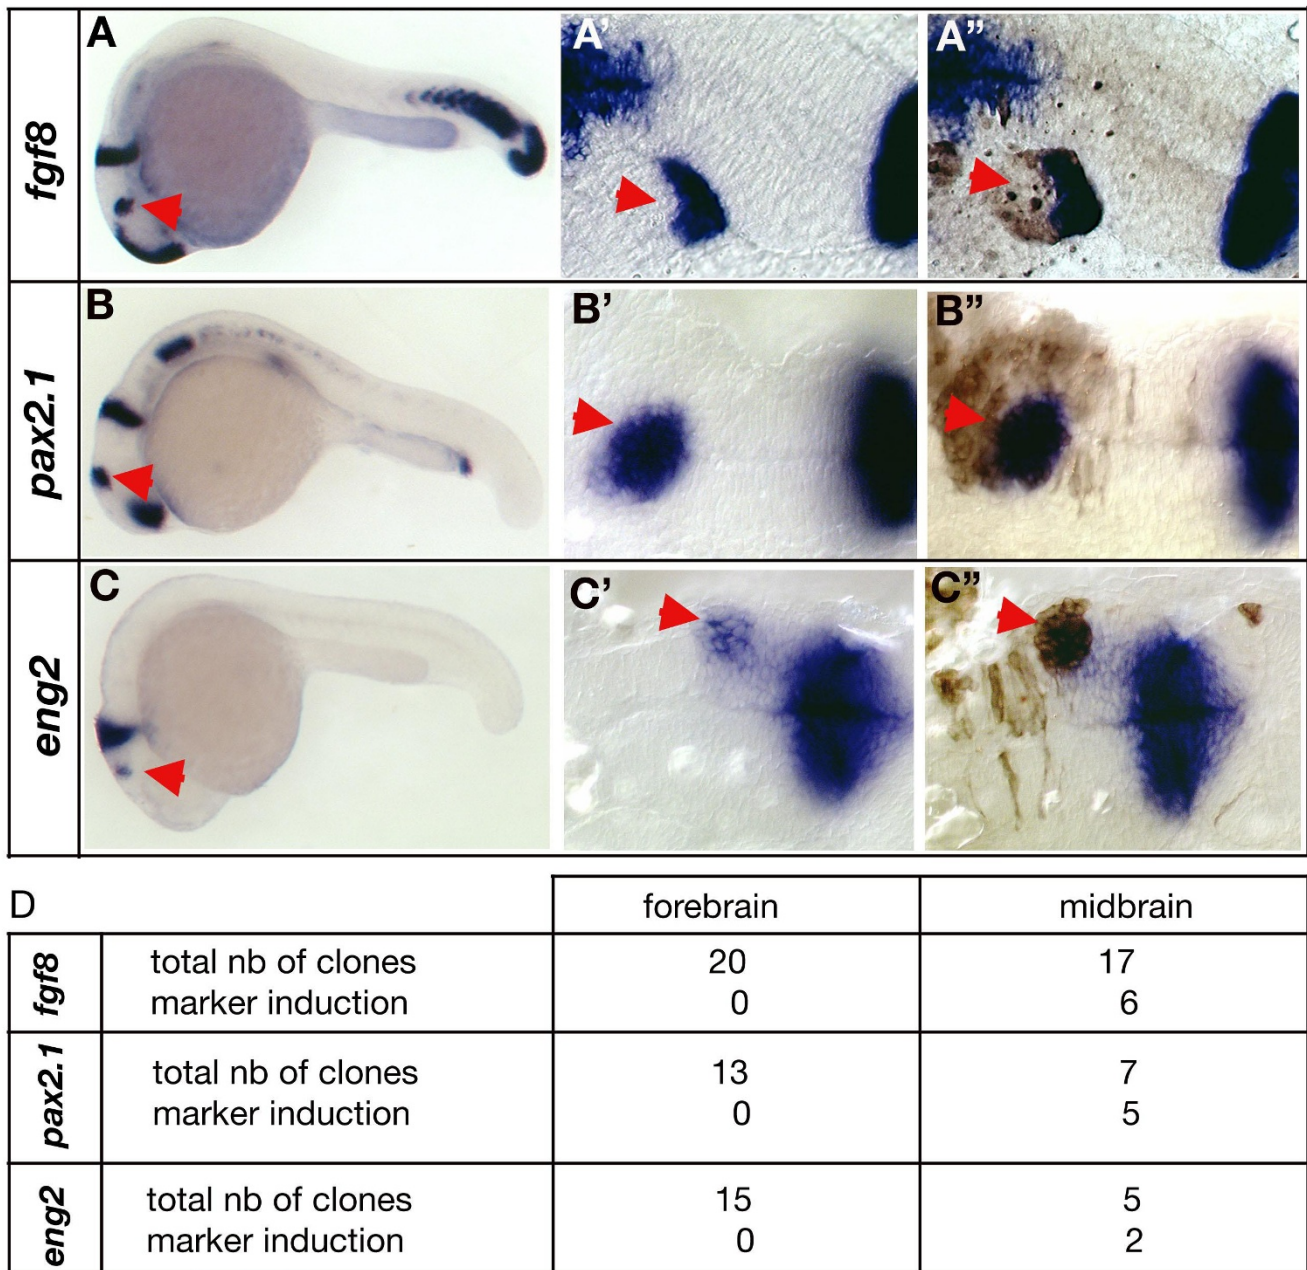 fgf8
A
A’
A”
pax2.1
B
B’
B”
eng2
C
C’
C”
D
forebrain
midbrain
fgf8
total nb of clones
20
17
marker induction
0
6
pax2.1
total nb of clones
13
7
marker induction
0
5
eng2
total nb of clones
15
5
marker induction
0
2